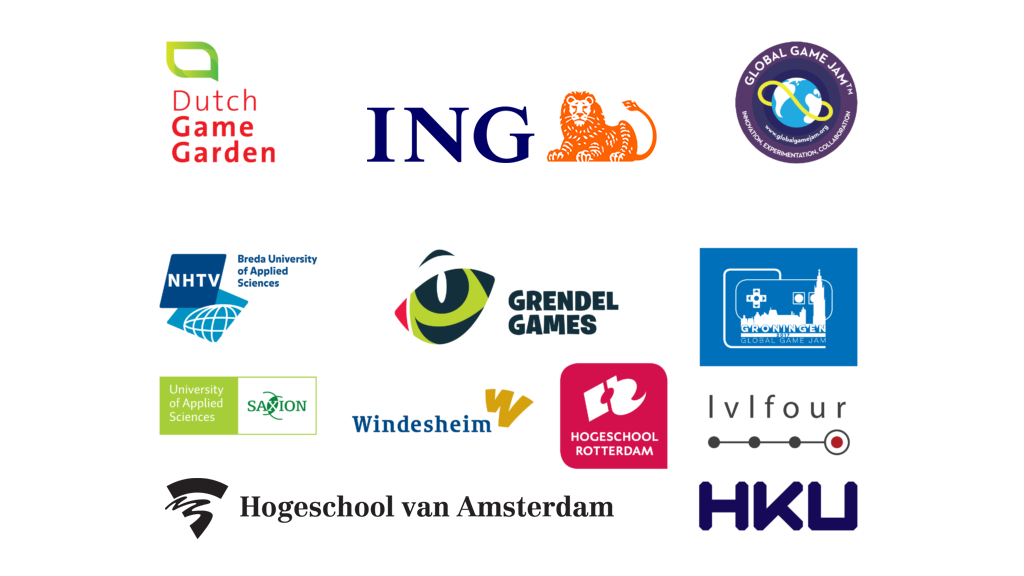 Dutch
Game
Garden
ING
GLOBAL GAME JAM™
www.globalgamejam.org
INNOVATION, EXPERIMENTATION, COLLABORATION
NHTV
Breda University
of Applied
Sciences
GRENDEL
GAMES
GRONINGEN
2017
GLOBAL GAME JAM
University
of Applied
Sciences
SAXION
Windesheim
HOGESCHOOL
ROTTERDAM
lvlfour
Hogeschool van Amsterdam
HKU